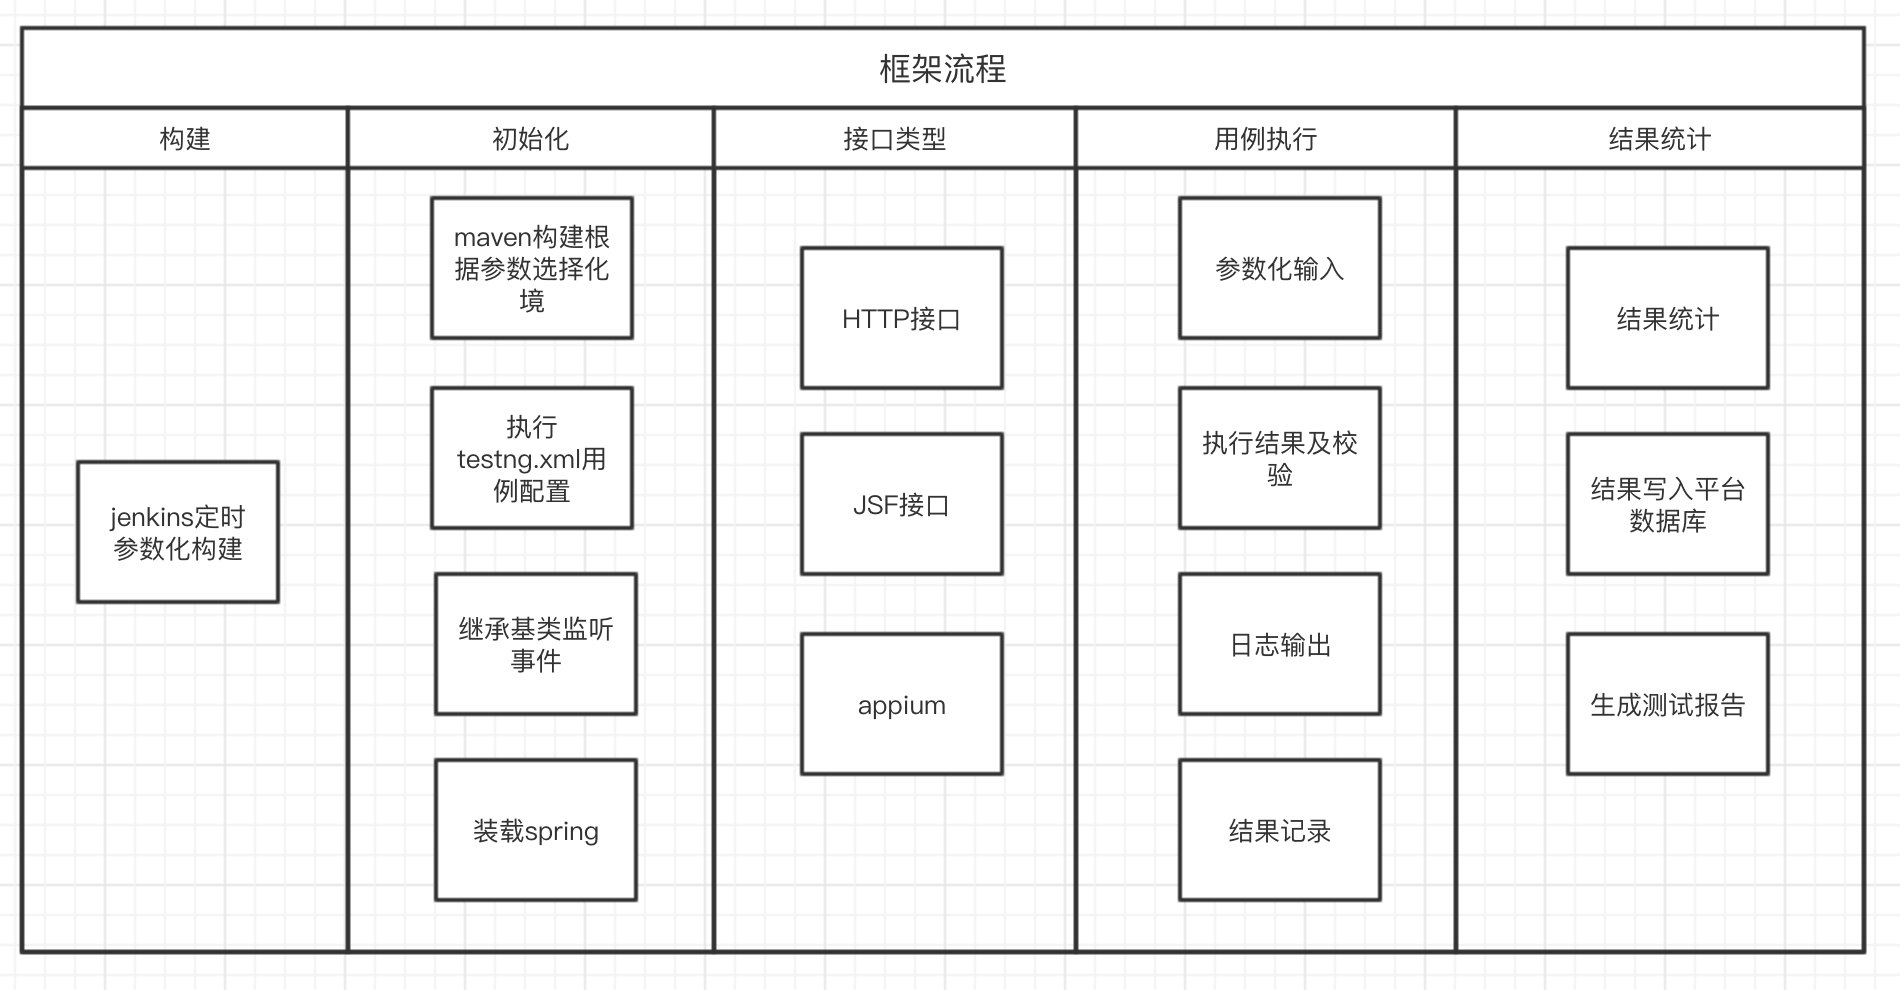 框架流程
构建
初始化
接口类型
用例执行
结果统计
jenkins定时
参数化构建
maven构建根
据参数选择化
境
执行
testng.xml用
例配置
继承基类监听
事件
装载spring
HTTP接口
JSF接口
appium
参数化输入
执行结果及校
验
日志输出
结果记录
结果统计
结果写入平台
数据库
生成测试报告